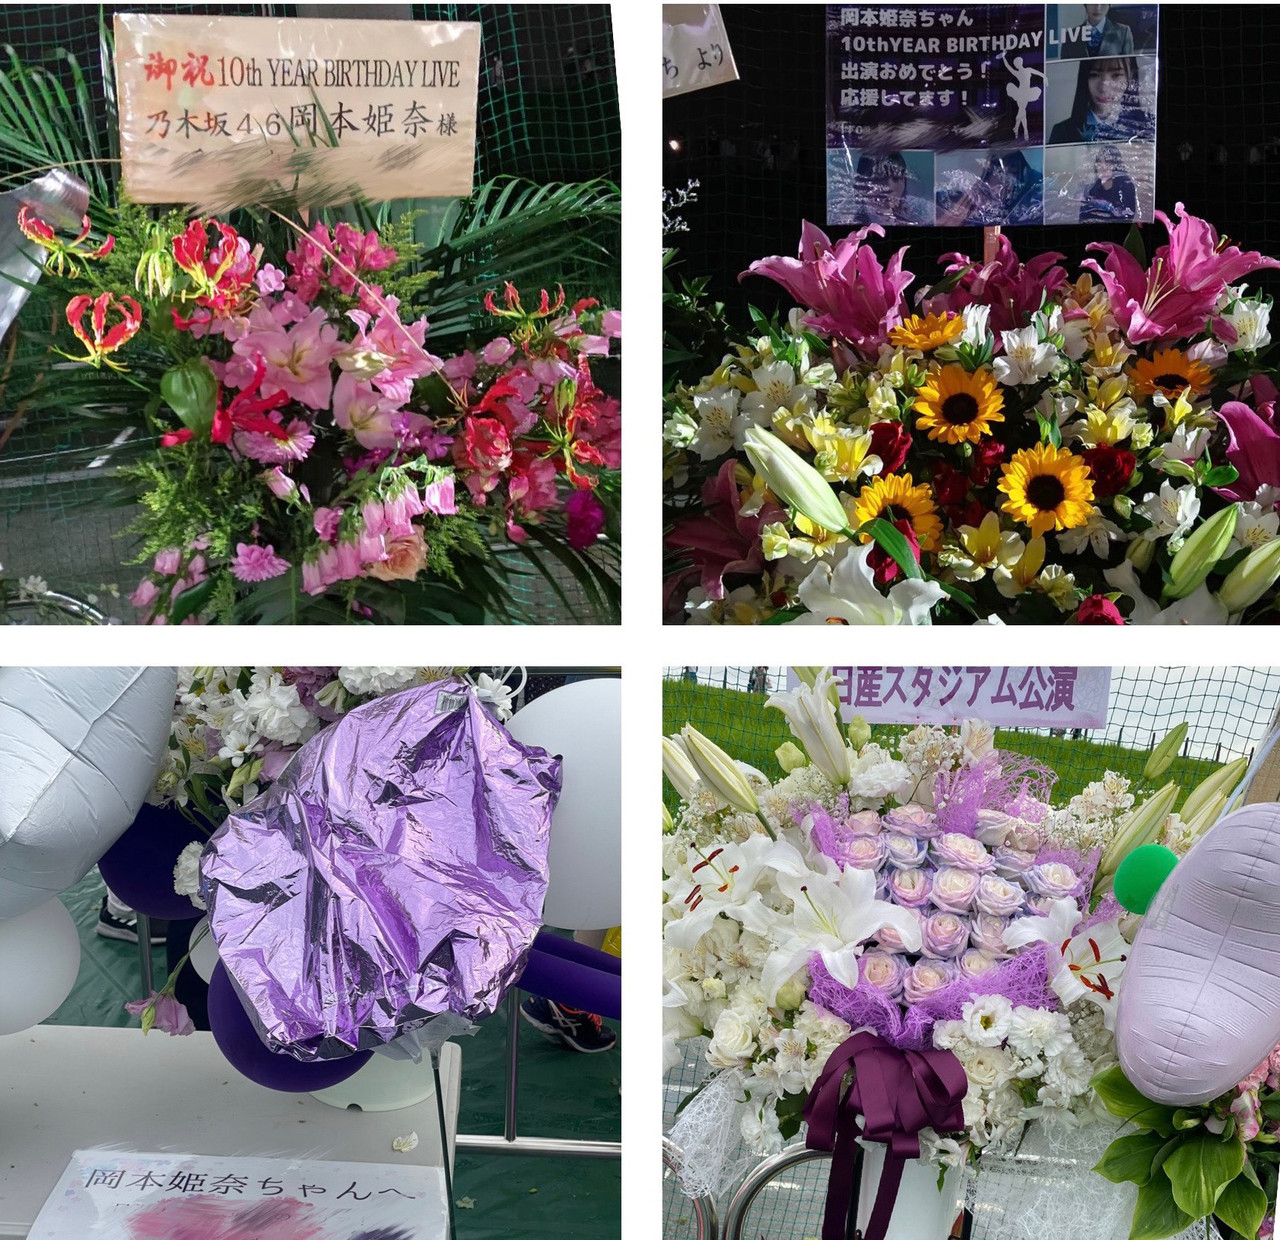 御祝10th YEAR BIRTHDAY LIVE
乃木坂46岡本姫奈様
より
岡本姫奈ちゃん
10thYEAR BIRTHDAY LIVE
出演おめでとう！
応援してます！
岡本姫奈ちゃんへ
日産スタジアム公演